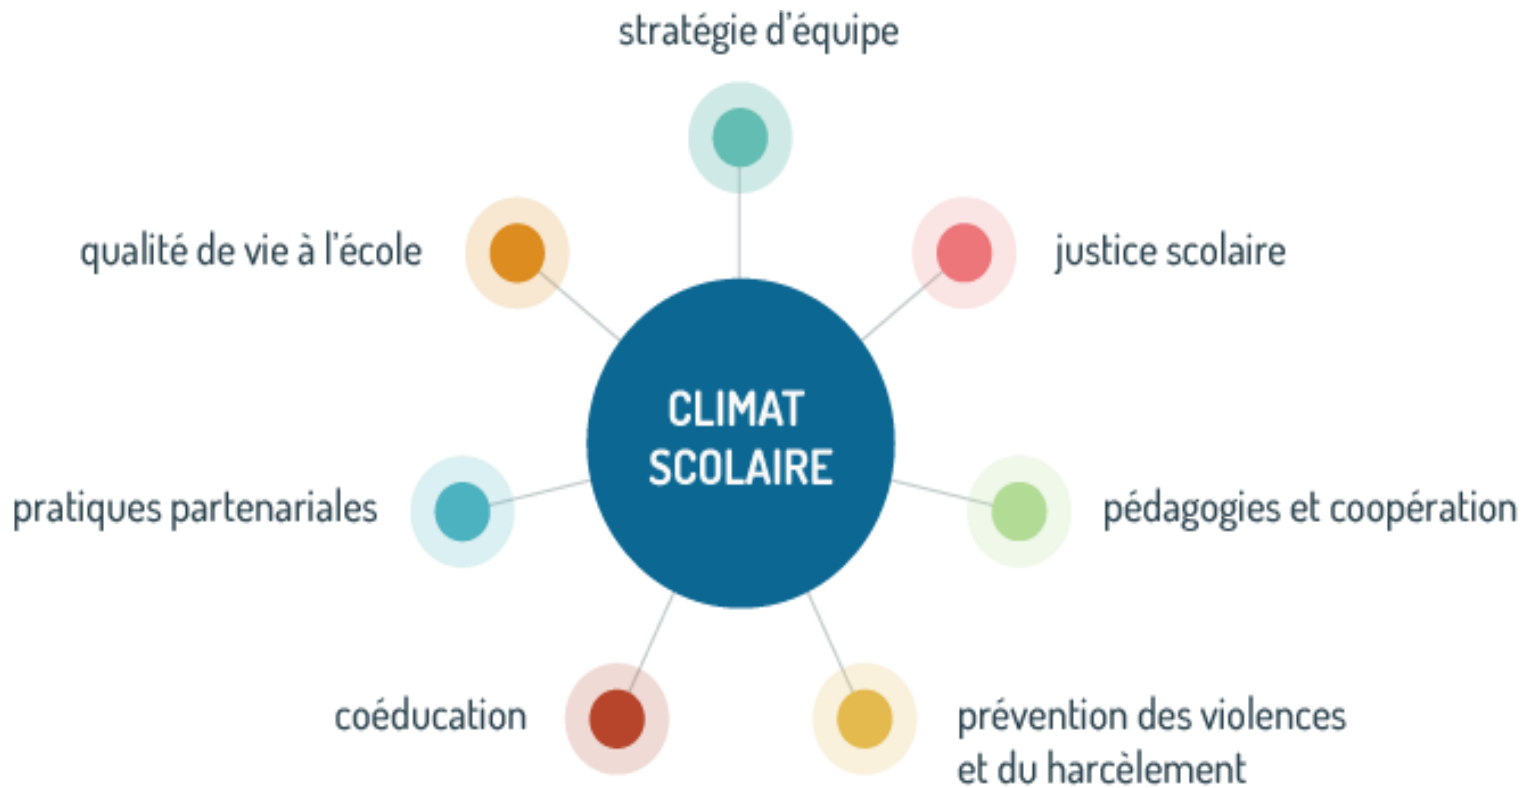 stratégie d'équipe
qualité de vie à l'école
justice scolaire
CLIMAT
SCOLAIRE
pratiques partenariales
pédagogies et coopération
coéducation
prévention des violences
et du harcèlement